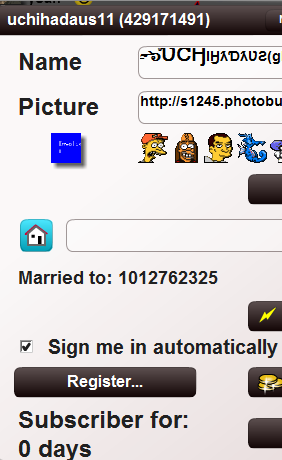 uchihadaus11 (429171491)
Name
Picture
http://s1245.photobu
Married to: 1012762325
Sign me in automatically
Register...
Subscriber for:
0 days